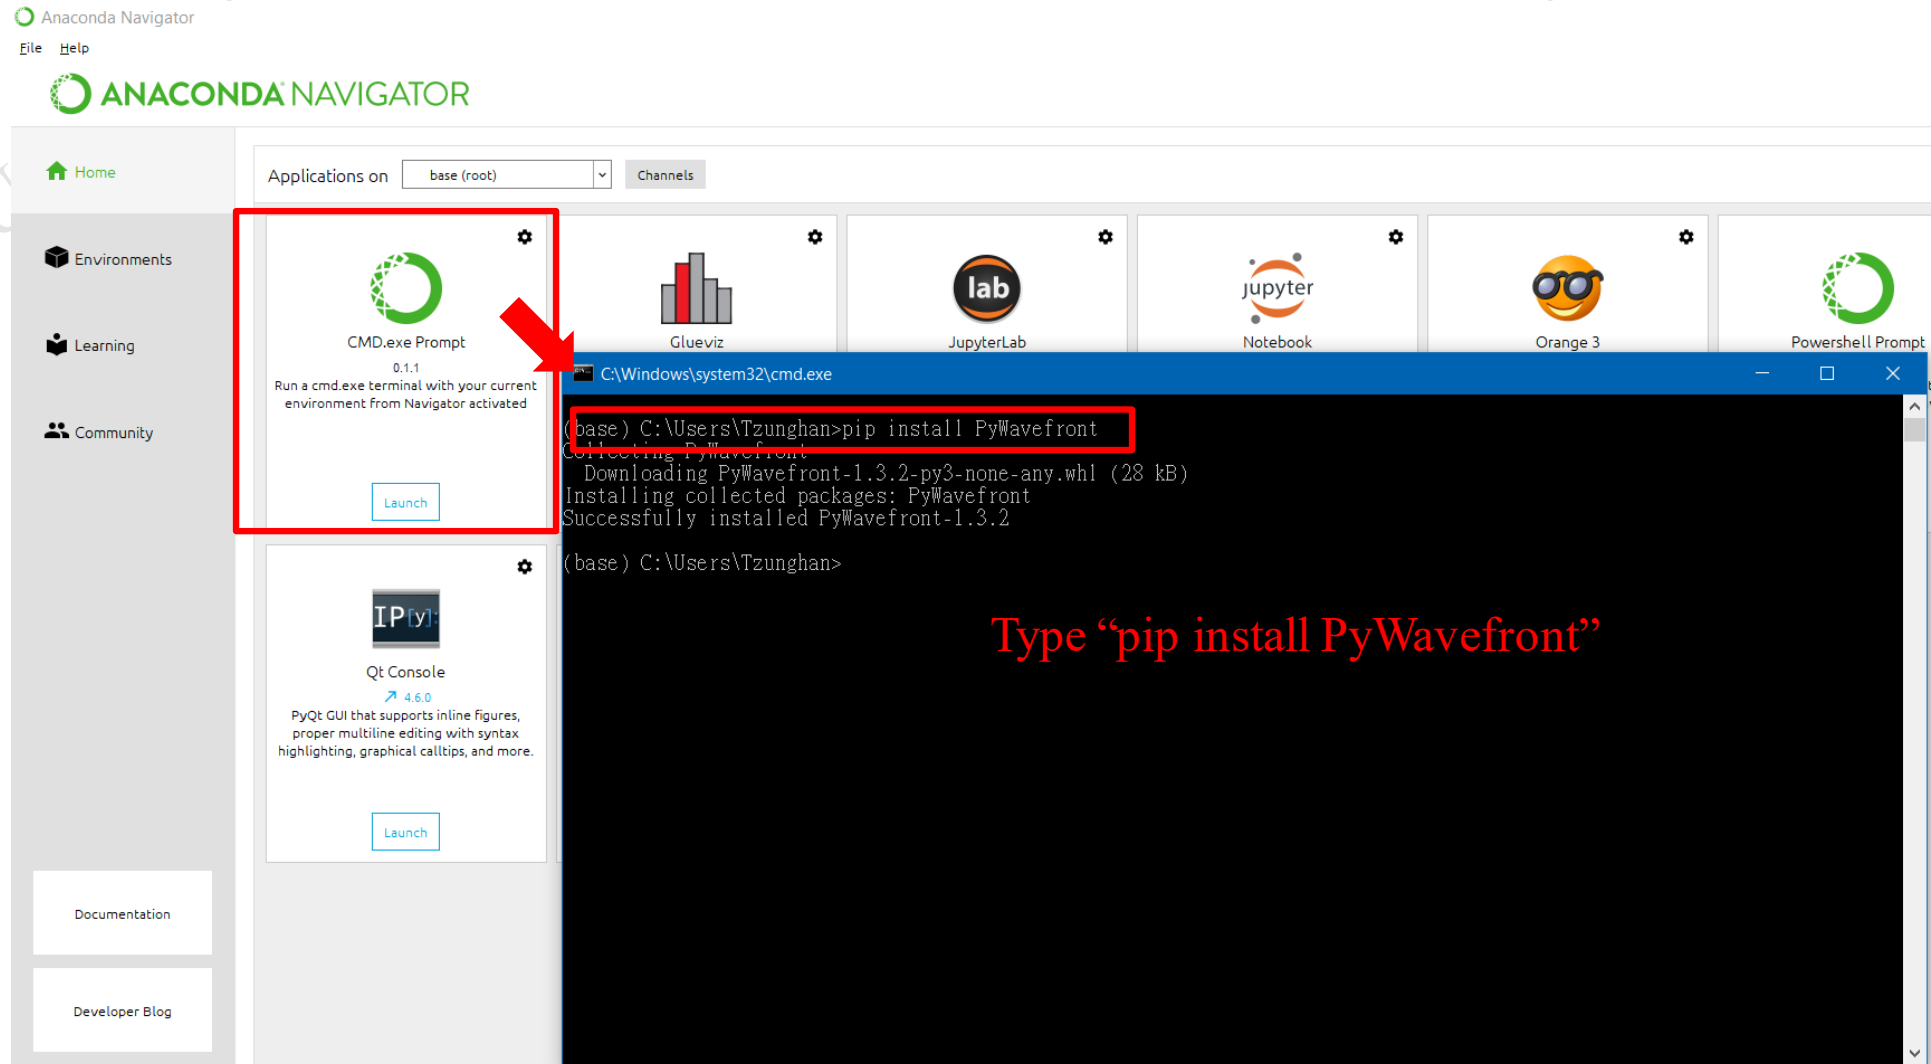 Anaconda Navigator
File Help
ANACONDA NAVIGATOR
Home
Applications on base (root) Channels
Environments
Learning
Community
Documentation
Developer Blog
CMD.exe Prompt
0.1.1
Run a cmd.exe terminal with your current
environment from Navigator activated
Launch
Glueviz
lab
JupyterLab
jupyter
Notebook
Orange 3
Powershell Prompt
IP[y]:
Qt Console
4.6.0
PyQt GUI that supports inline figures,
proper multiline editing with syntax
highlighting, graphical calltips, and more.
Launch
C:\Windows\system32\cmd.exe
(base) C:\Users\Tzunghan>pip install PyWavefront
Collecting PyWavefront
Downloading PyWavefront-1.3.2-py3-none-any.whl (28 kB)
Installing collected packages: PyWavefront
Successfully installed PyWavefront-1.3.2
(base) C:\Users\Tzunghan>
Type “pip install PyWavefront”